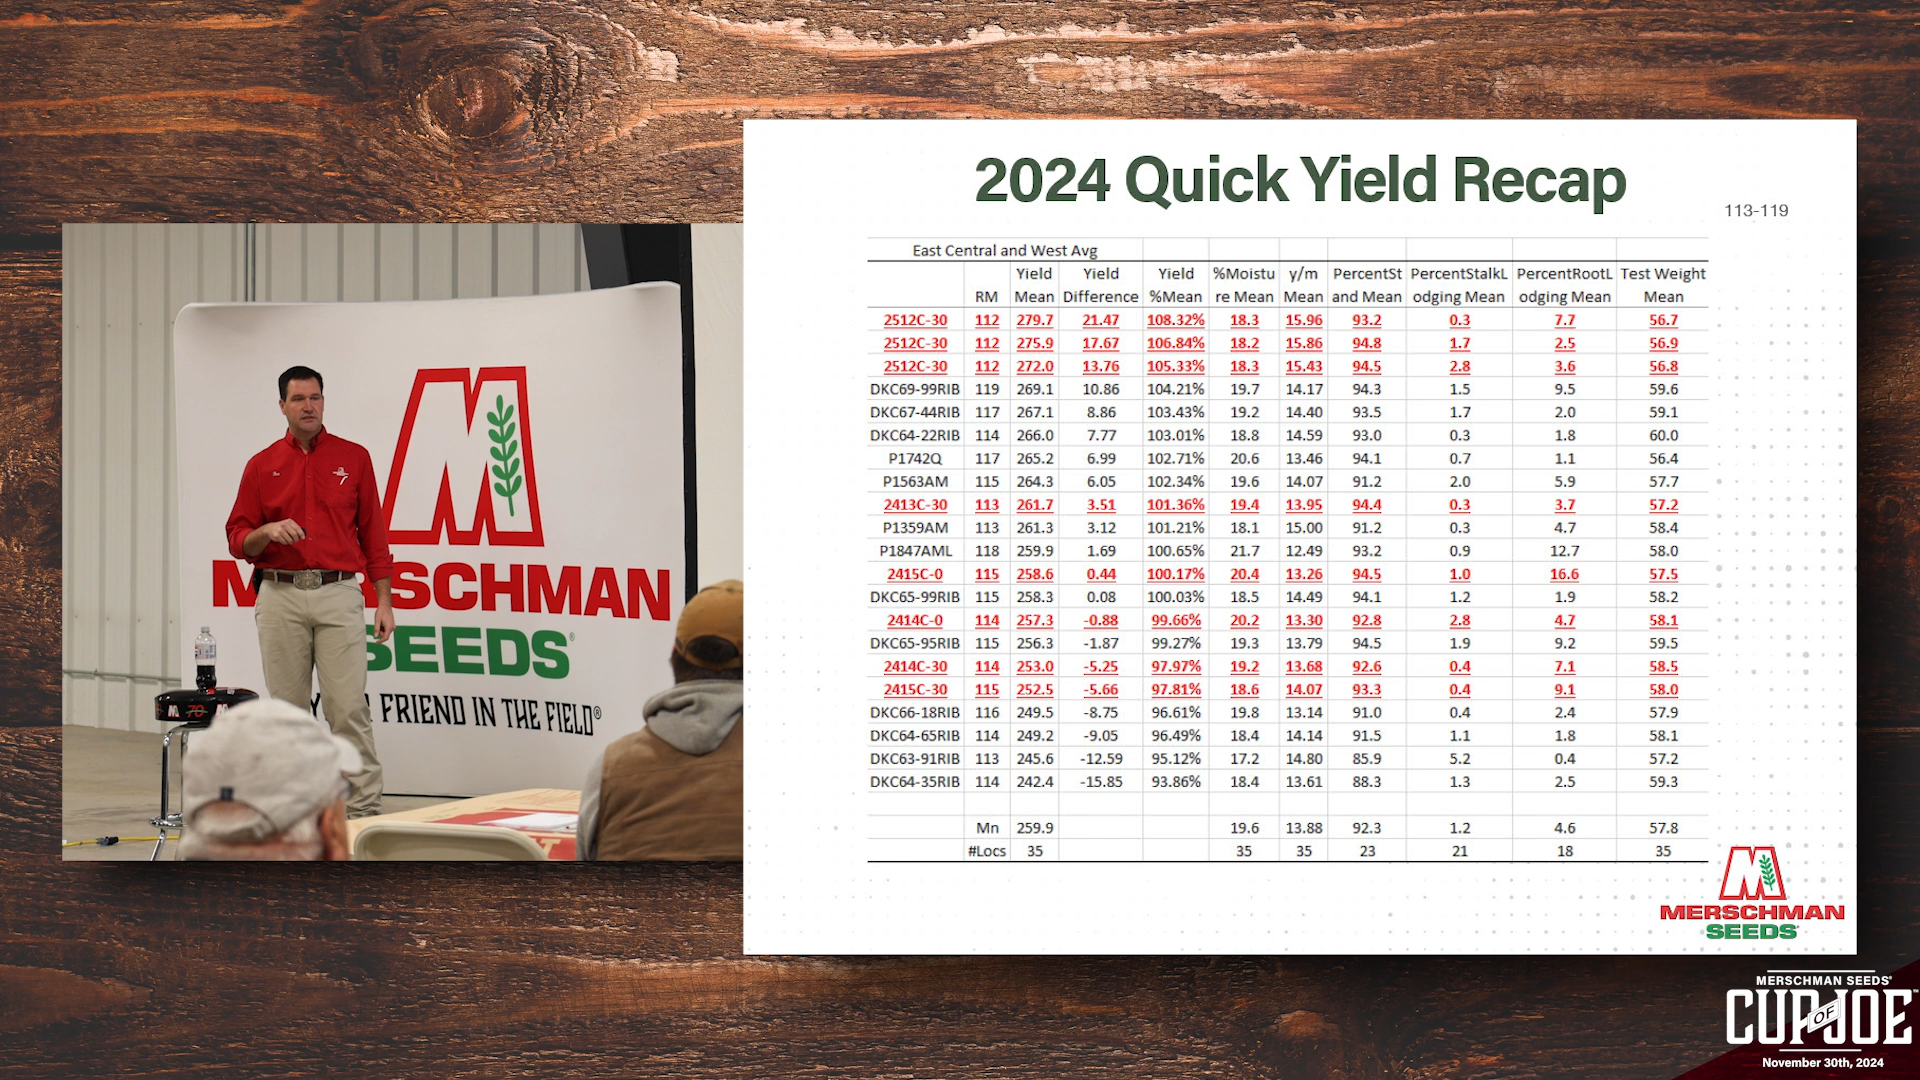 2024 Quick Yield Recap
113-119
East Central and West Avg
RM Yield Mean Yield Difference Yield %Mean %Moistu re Mean y/m Mean PercentSt and Mean PercentStalkL odging Mean PercentRootL odging Mean Test Weight Mean
2512C-30 112 279.7 21.47 108.32% 18.3 15.96 93.2 0.3 7.7 56.7
2512C-30 112 275.9 17.67 106.84% 18.2 15.86 94.8 1.7 2.5 56.9
2512C-30 112 272.0 13.76 105.33% 18.3 15.43 94.5 2.8 3.6 56.8
DKC69-99RIB 119 269.1 10.86 104.21% 19.7 14.17 94.3 1.5 9.5 59.6
DKC67-44RIB 117 267.1 8.86 103.43% 19.2 14.40 93.5 1.7 2.0 59.1
DKC64-22RIB 114 266.0 7.77 103.01% 18.8 14.59 93.0 0.3 1.8 60.0
P1742Q 117 265.2 6.99 102.71% 20.6 13.46 94.1 0.7 1.1 56.4
P1563AM 115 264.3 6.05 102.34% 19.6 14.07 91.2 2.0 5.9 57.7
2413C-30 113 261.7 3.51 101.36% 19.4 13.95 94.4 0.3 3.7 57.2
P1359AM 113 261.3 3.12 101.21% 18.1 15.00 91.2 0.3 4.7 58.4
P1847AML 118 259.9 1.69 100.65% 21.7 12.49 93.2 0.9 12.7 58.0
2415C-0 115 258.6 0.44 100.17% 20.4 13.26 94.5 1.0 16.6 57.5
DKC65-99RIB 115 258.3 0.08 100.03% 18.5 14.49 94.1 1.2 1.9 58.2
2414C-0 114 257.3 -0.88 99.66% 20.2 13.30 92.8 2.8 4.7 58.1
DKC65-95RIB 115 256.3 -1.87 99.27% 19.3 13.79 94.5 1.9 9.2 59.5
2414C-30 114 253.0 -5.25 97.97% 19.2 13.68 92.6 0.4 7.1 58.5
2415C-30 115 252.5 -5.66 97.81% 18.6 14.07 93.3 0.4 9.1 58.0
DKC66-18RIB 116 249.5 -8.75 96.61% 19.8 13.14 91.0 0.4 2.4 57.9
DKC64-65RIB 114 249.2 -9.05 96.49% 18.4 14.14 91.5 1.1 1.8 58.1
DKC63-91RIB 113 245.6 -12.59 95.12% 17.2 14.80 85.9 5.2 0.4 57.2
DKC64-35RIB 114 242.4 -15.85 93.86% 18.4 13.61 88.3 1.3 2.5 59.3
Mn 259.9 19.6 13.88 92.3 1.2 4.6 57.8
#Locs 35 35 35 23 21 18 35
M
MERSCHMAN
SEEDS
M SCHMAN
SEEDS®
FRIEND IN THE FIELD®
M 70
MERSCHMAN SEEDS®
CUP OF JOE™
November 30th, 2024